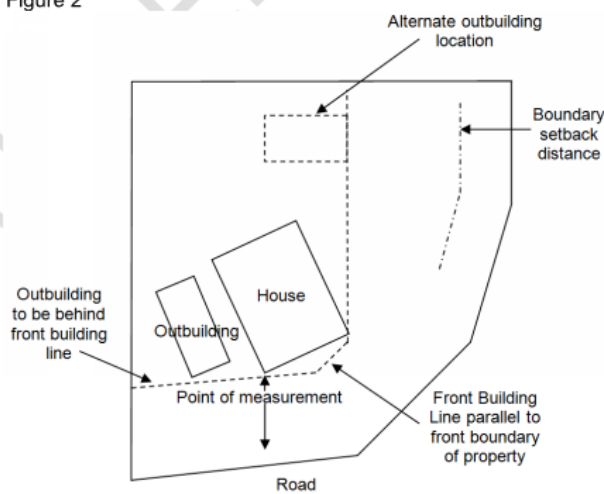 Figure 2
Alternate outbuilding
location
Boundary
setback
distance
House
Outbuilding
to be behind
front building
line
Outbuilding
Point of measurement
Front Building
Line parallel to
front boundary
of property
Road